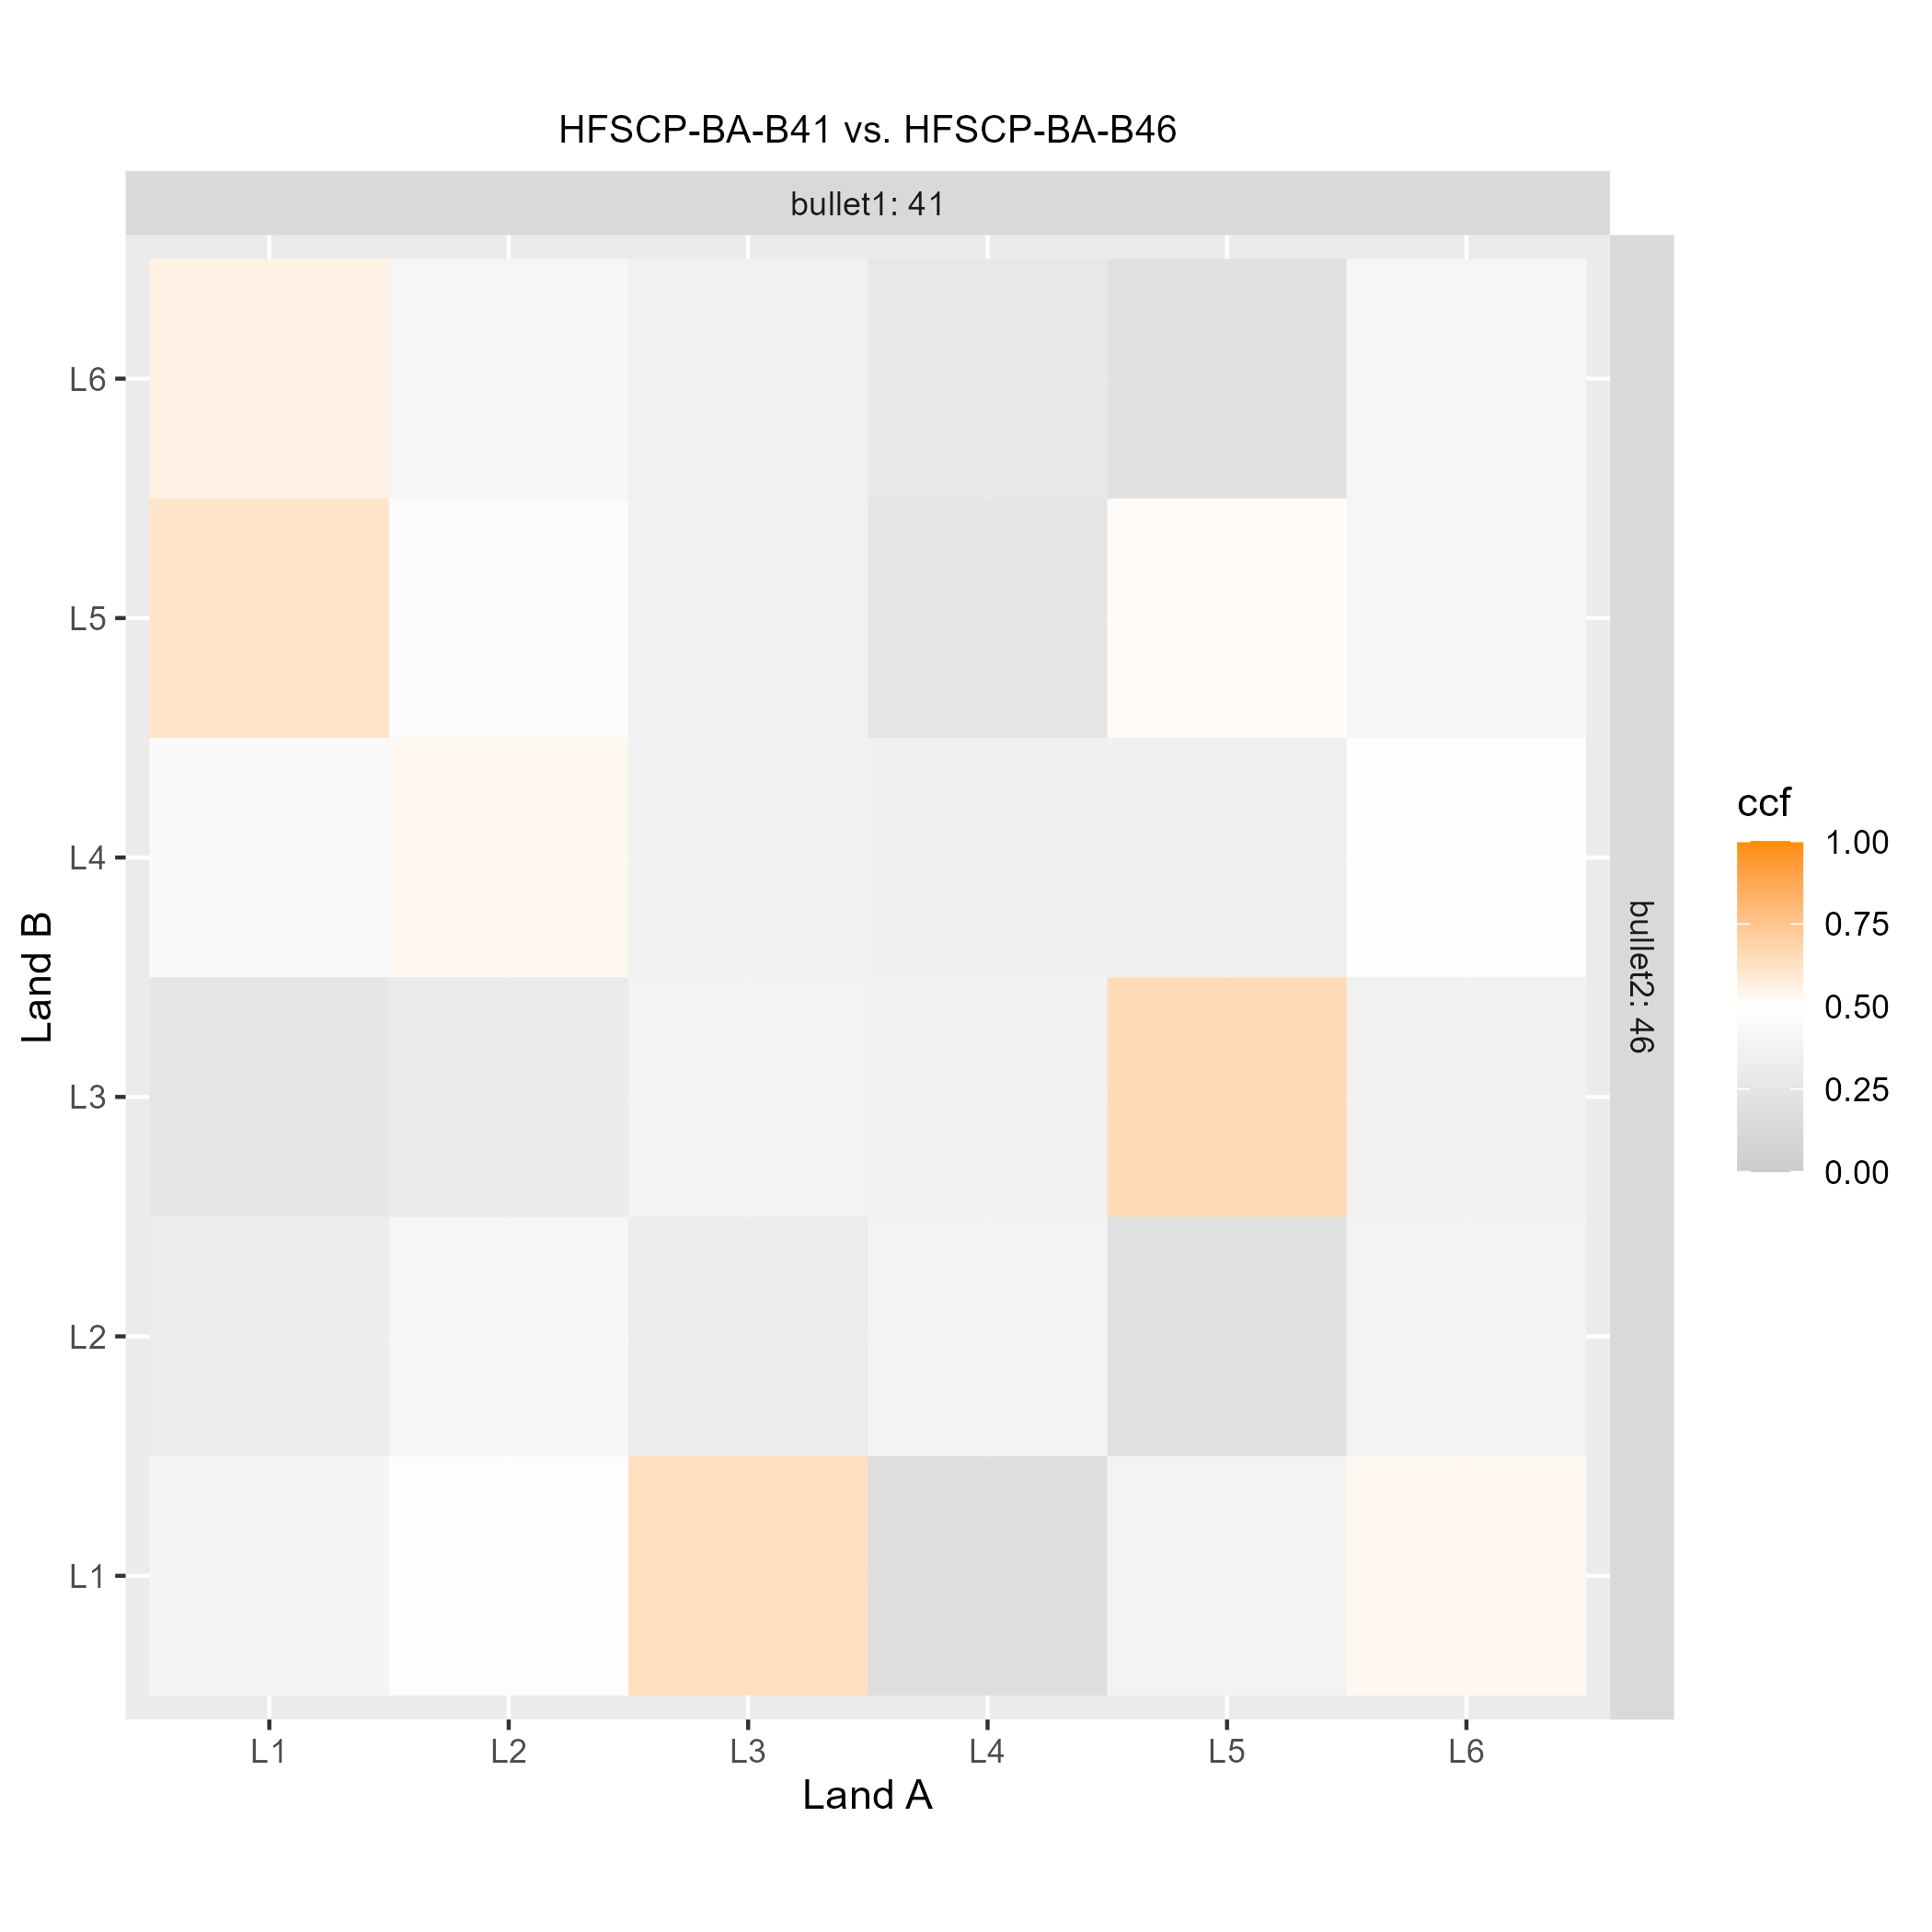 HFSCP-BA-B41 vs. HFSCP-BA-B46
bullet1: 41
L6
L5
L4
L3
L2
L1
Land B
bullet2: 46
L1 L2 L3 L4 L5 L6
Land A
ccf
1.00
0.75
0.50
0.25
0.00